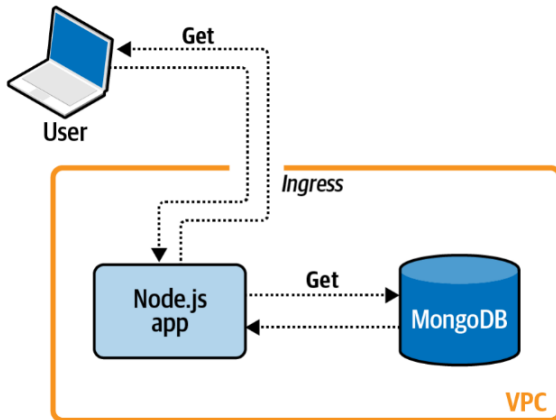 Get
User
Ingress
Node.js
app
Get
MongoDB
VPC